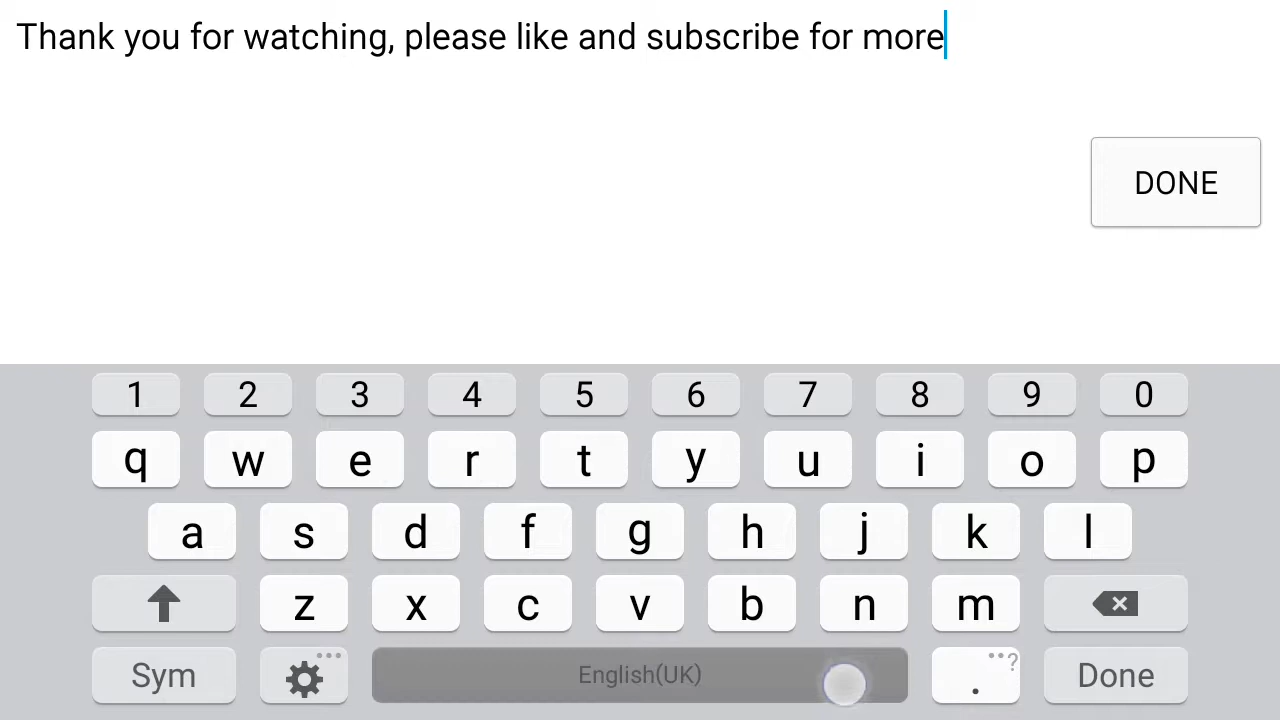 Thank you for watching, please like and subscribe for more
DONE
1 2 3 4 5 6 7 8 9 0
q w e r t y u i o p
a s d f g h j k l
z x c v b n m
Sym English(UK) . ? Done